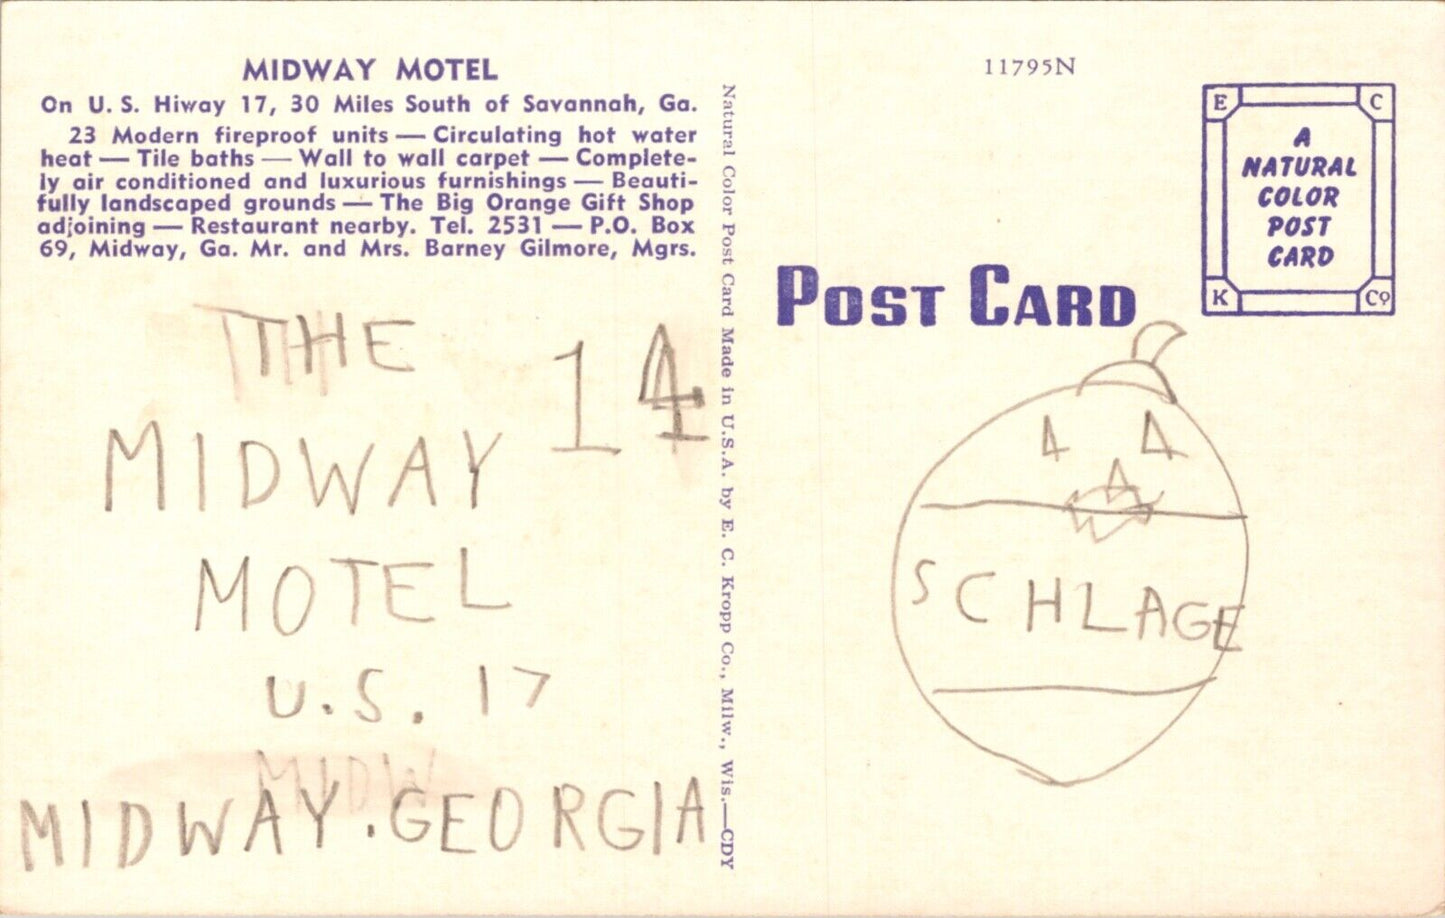 MIDWAY MOTEL
On U. S. Hiway 17, 30 Miles South of Savannah, Ga.
23 Modern fireproof units — Circulating hot water
heat — Tile baths — Wall to wall carpet — Complete-
ly air conditioned and luxurious furnishings — Beauti-
fully landscaped grounds — The Big Orange Gift Shop
adjoining — Restaurant nearby. Tel. 2531 — P.O. Box
69, Midway, Ga. Mr. and Mrs. Barney Gilmore, Mgrs.
THE
14
MIDWAY
MOTEL
U.S. 17
MIDW
MIDWAY.GEORGIA
Natural Color Post Card Made in U.S.A. by E. C. Kropp Co., Milw., Wis.—CDY
11795N
E C
A
NATURAL
COLOR
POST
CARD
K Co
POST CARD
SCHLAGE